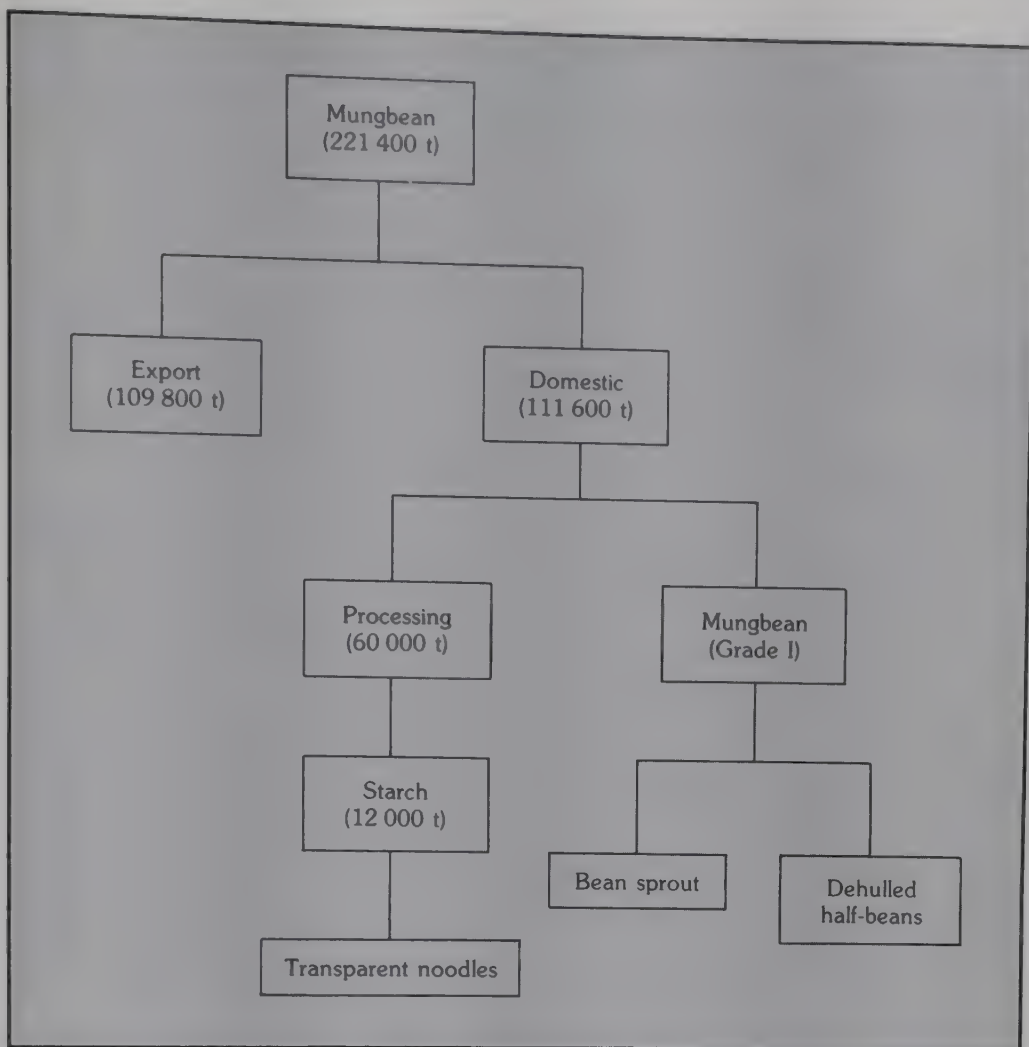 Mungbean
(221 400 t)
Export
(109 800 t)
Domestic
(111 600 t)
Processing
(60 000 t)
Mungbean
(Grade I)
Starch
(12 000 t)
Bean sprout
Dehulled
half-beans
Transparent noodles